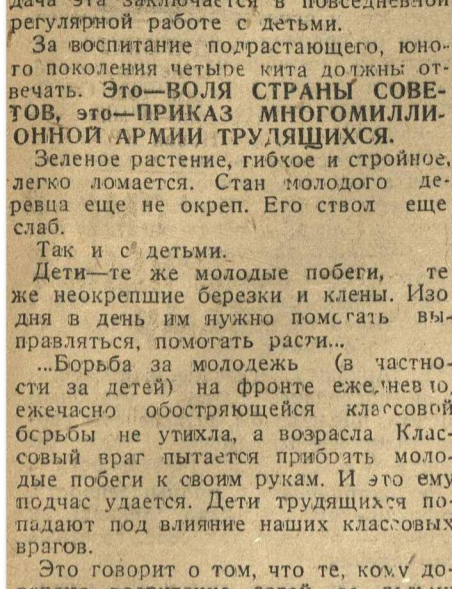 дача эта заключается в повседневной
регулярной работе с детьми.
За воспитание подрастающего, юно-
го поколения четыре кита должны от-
вечать. Это—ВОЛЯ СТРАНЫ СОВЕ-
ТОВ, это—ПРИКАЗ МНОГОМИЛЛИ-
ОННОЙ АРМИИ ТРУДЯЩИХСЯ.
Зеленое растение, гибкое и стройное,
легко ломается. Стан молодого де-
ревца еще не окреп. Его ствол еще
слаб.
Так и с детьми.
Дети—те же молодые побеги, те
же неокрепшие березки и клены. Изо
дня в день им нужно помогать вы-
правляться, помогать расти...
...Борьба за молодежь (в частно-
сти за детей) на фронте ежедневно,
ежечасно обостряющейся классовой
борьбы не утихла, а возрасла Клас-
совый враг пытается прибрать моло-
дые побеги к своим рукам. И это ему
подчас удается. Дети трудящихся по-
падают под влияние наших классовых
врагов.
Это говорит о том, что те, кому до-